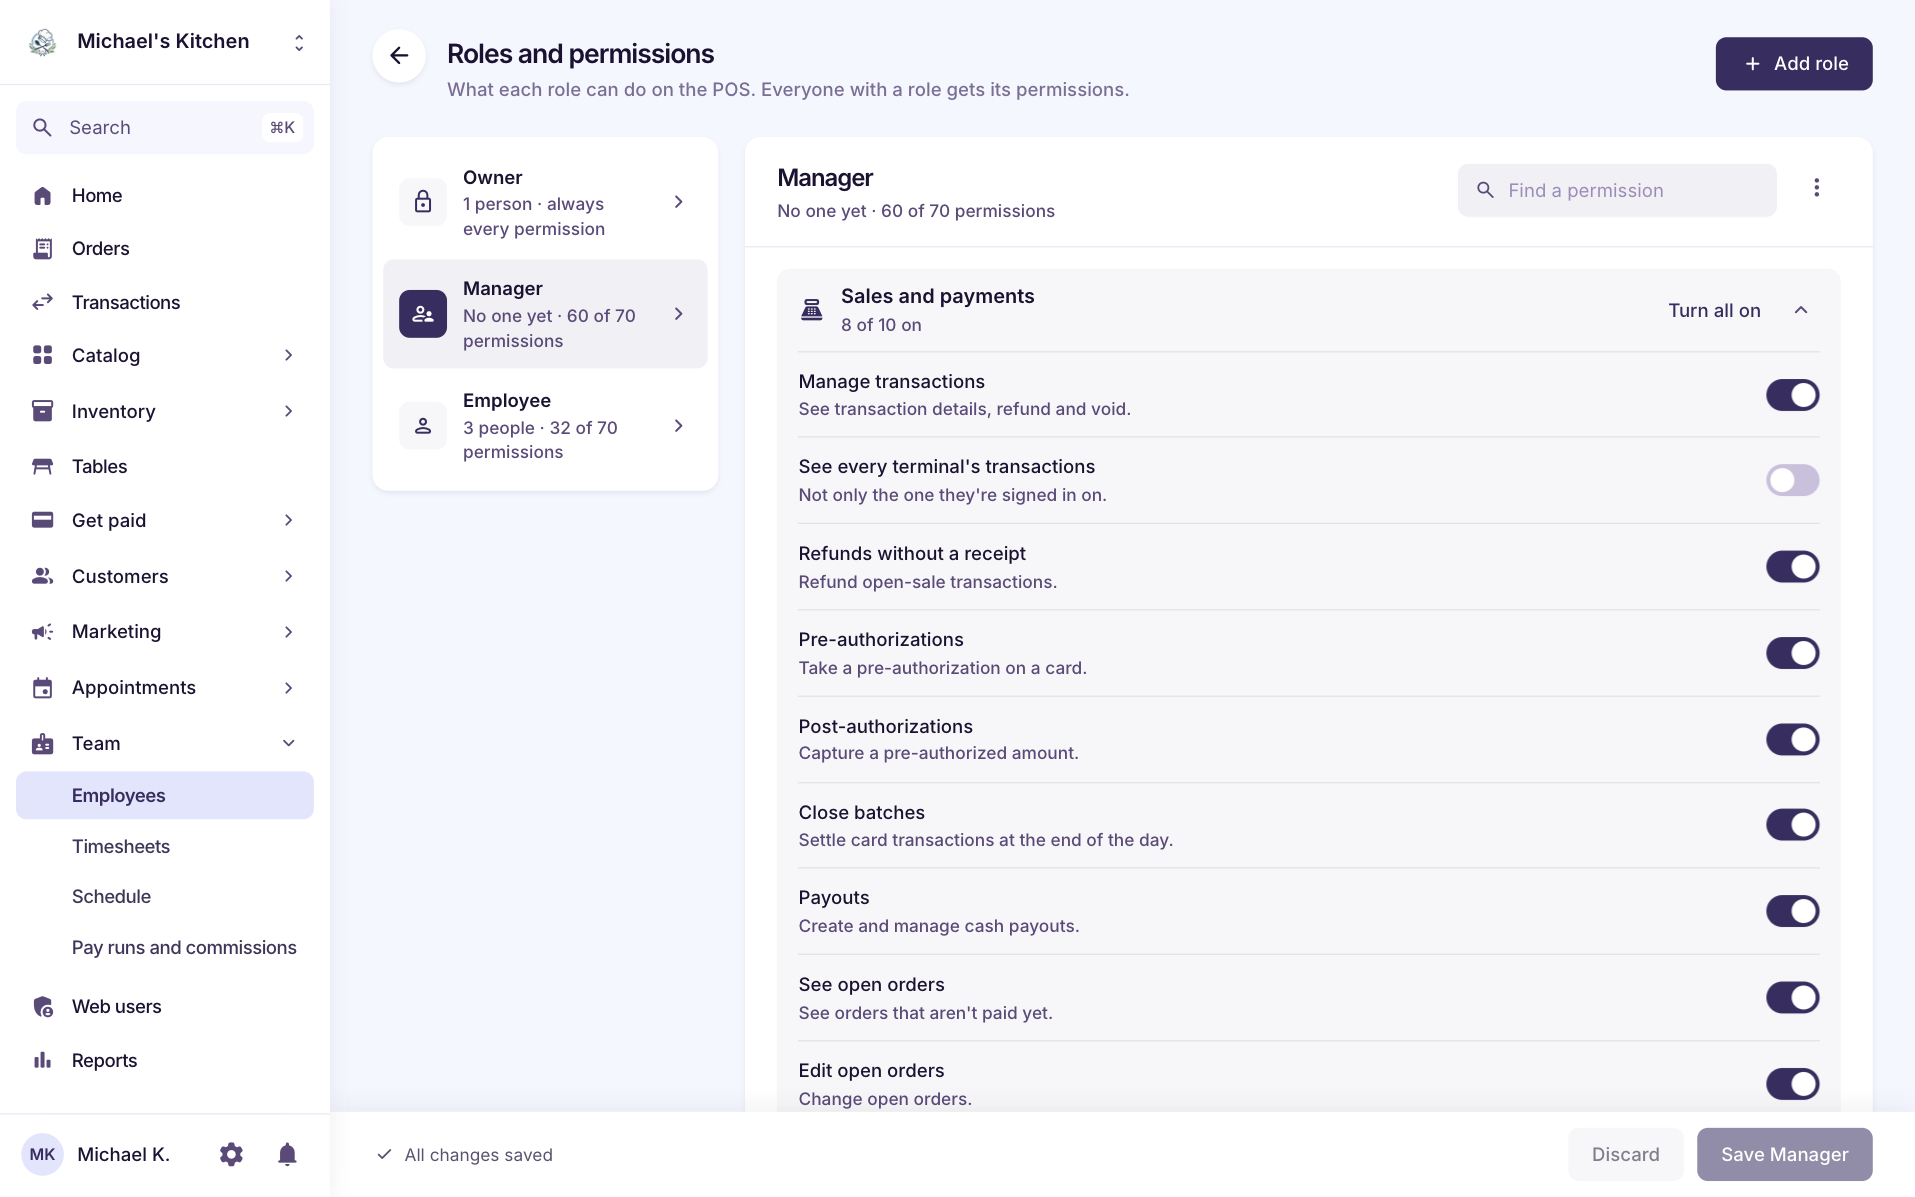 Michael's Kitchen
Search
⌘K
Home
Orders
Transactions
Catalog
Inventory
Tables
Get paid
Customers
Marketing
Appointments
Team
Employees
Timesheets
Schedule
Pay runs and commissions
Web users
Reports
MK
Michael K.
Roles and permissions
What each role can do on the POS. Everyone with a role gets its permissions.
Add role
Owner
1 person · always
every permission
Manager
No one yet · 60 of 70
permissions
Employee
3 people · 32 of 70
permissions
Manager
No one yet · 60 of 70 permissions
Find a permission
Sales and payments
8 of 10 on
Turn all on
Manage transactions
See transaction details, refund and void.
See every terminal's transactions
Not only the one they're signed in on.
Refunds without a receipt
Refund open-sale transactions.
Pre-authorizations
Take a pre-authorization on a card.
Post-authorizations
Capture a pre-authorized amount.
Close batches
Settle card transactions at the end of the day.
Payouts
Create and manage cash payouts.
See open orders
See orders that aren't paid yet.
Edit open orders
Change open orders.
All changes saved
Discard
Save Manager